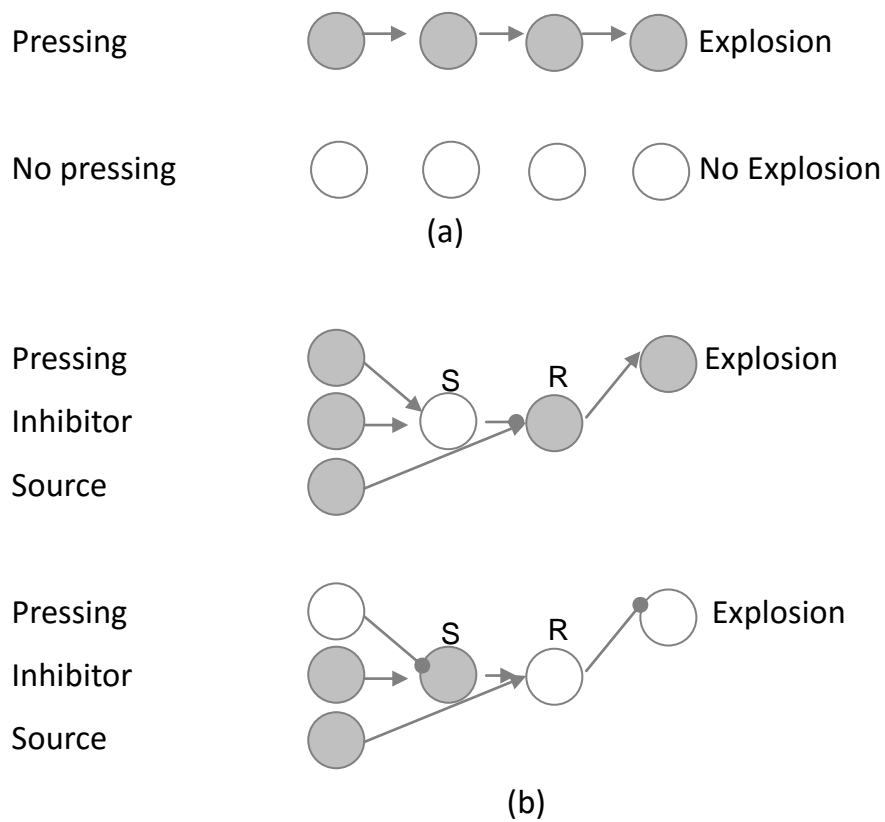 Pressing Explosion
No pressing No Explosion
(a)
Pressing Explosion
S R
Inhibitor
Source
Pressing Explosion
S R
Inhibitor
Source
(b)